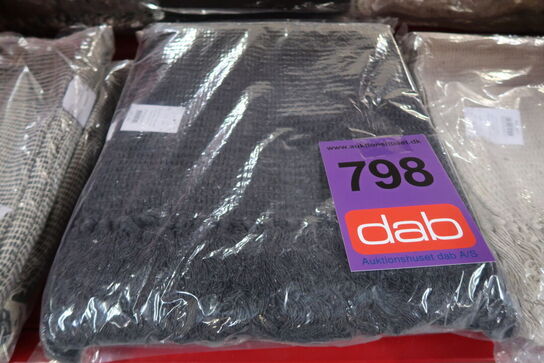 www.auktionshuset.dk
798
dab
Auktionshuset dab A/S